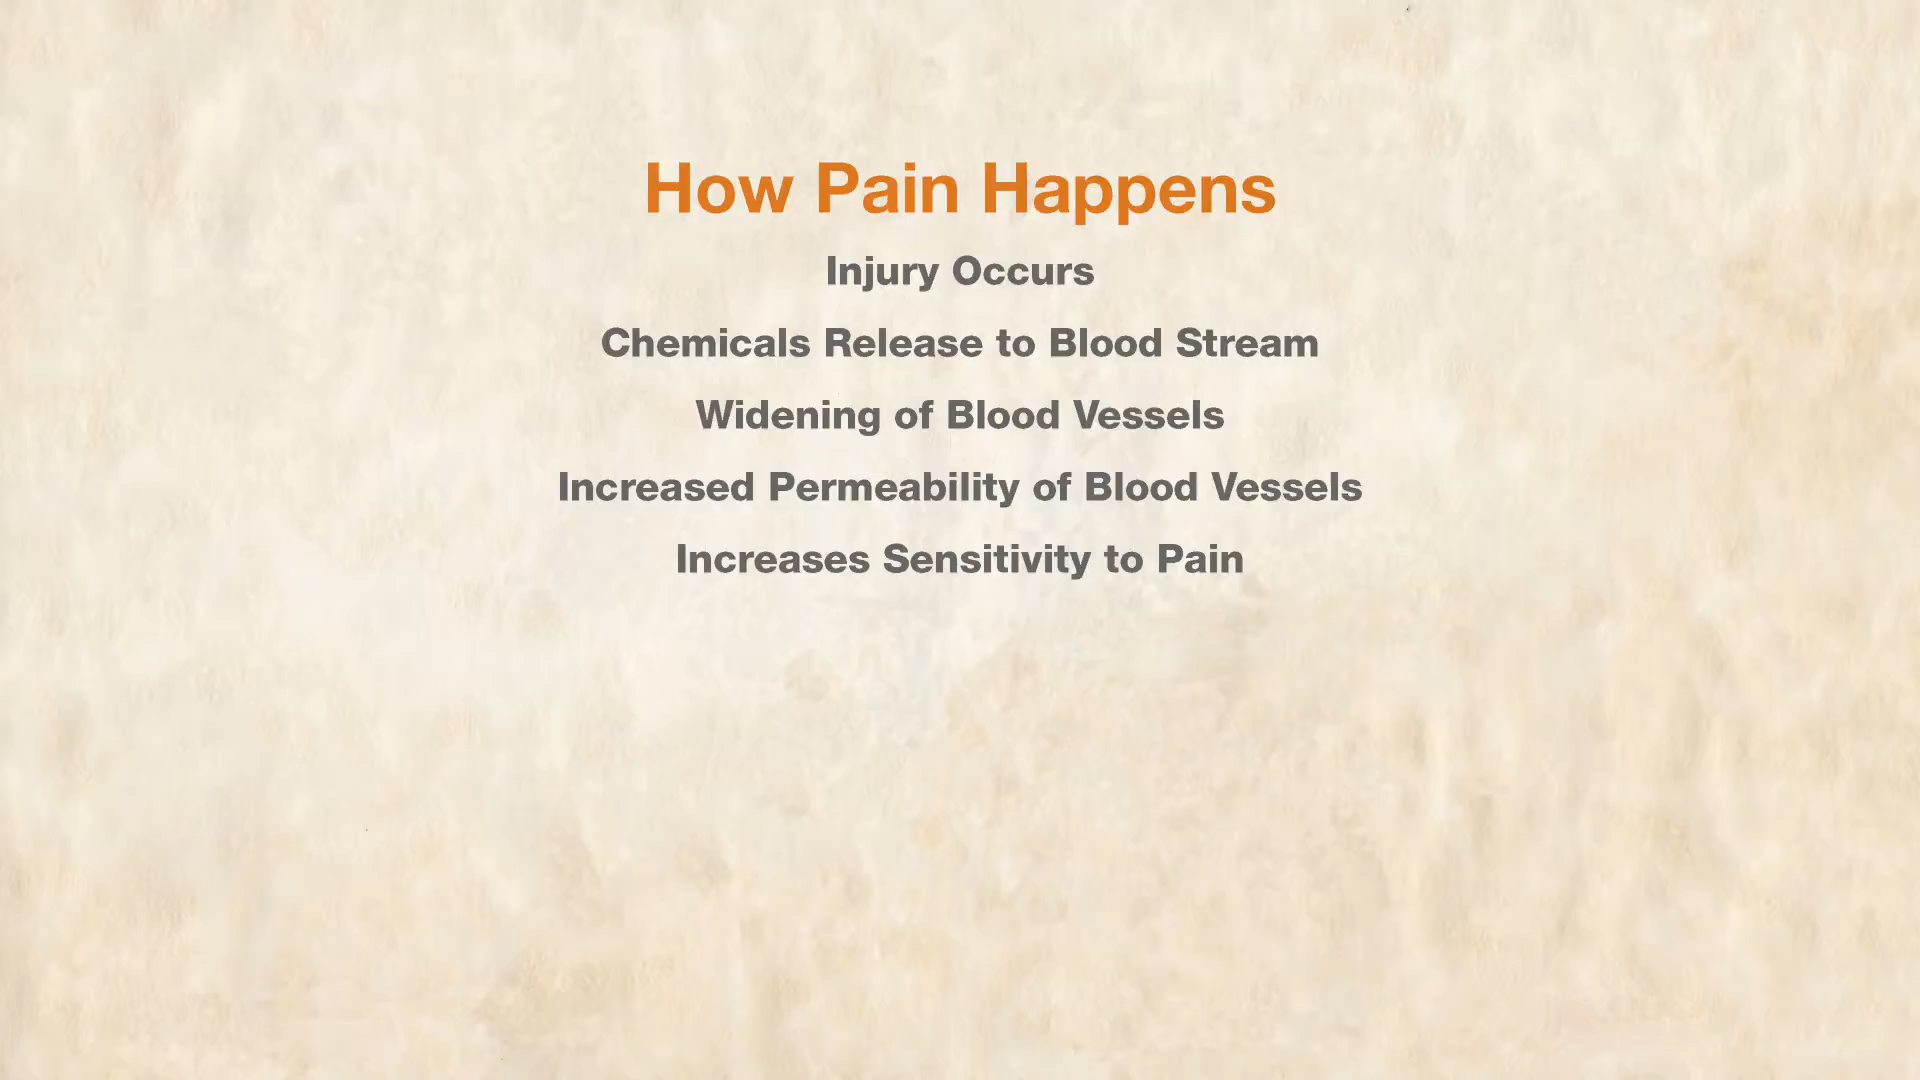 How Pain Happens
Injury Occurs
Chemicals Release to Blood Stream
Widening of Blood Vessels
Increased Permeability of Blood Vessels
Increases Sensitivity to Pain